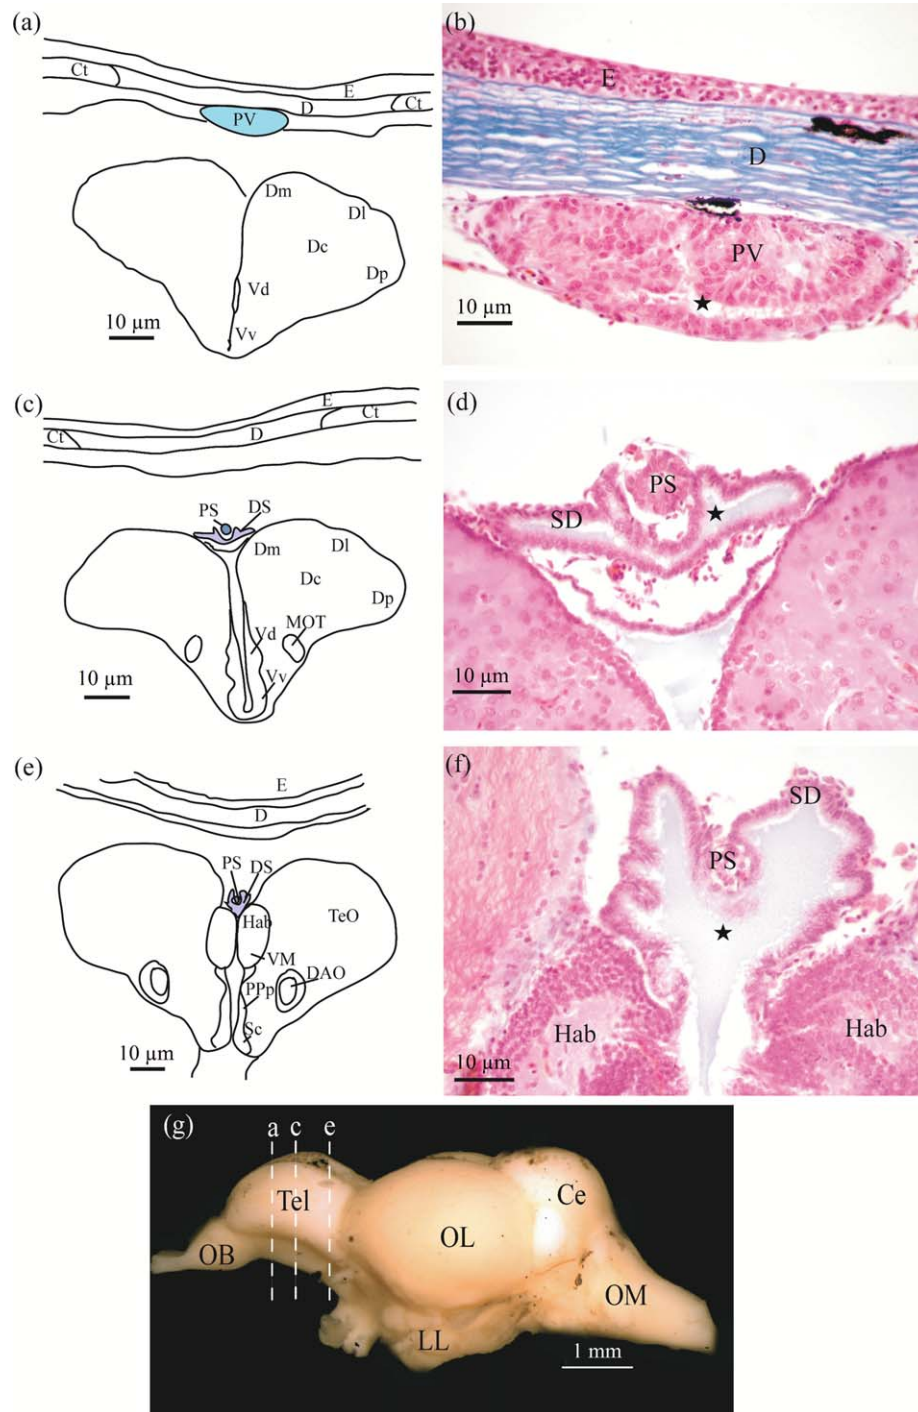 (a)
Ct
E
D
Ct
PV
Dm
Dl
Dc
Dp
Vd
Vv
10 µm
(b)
E
D
PV
★
10 µm
(c)
E
Ct
Ct
D
PS
DS
Dm
Dl
Dc
Dp
MOT
Vd
Vv
10 µm
(d)
PS
SD
★
10 µm
(e)
E
D
PS
DS
Hab
TeO
VM
DAO
PPp
Sc
10 µm
(f)
SD
PS
★
Hab
Hab
10 µm
(g)
a c e
Tel
Ce
OL
OB
OM
LL
1 mm